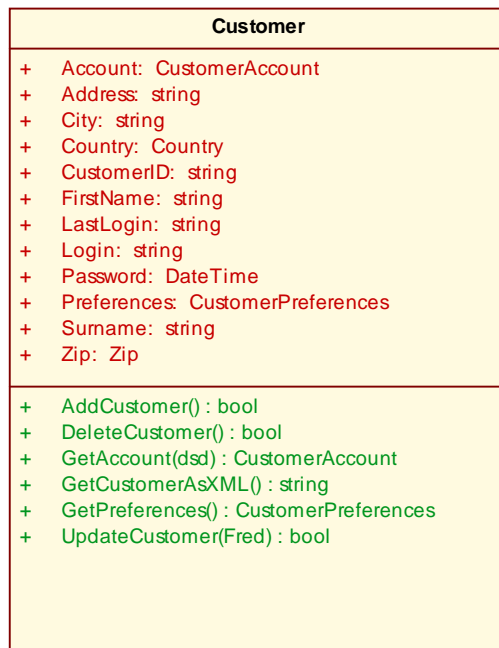 Customer
+ Account: CustomerAccount
+ Address: string
+ City: string
+ Country: Country
+ CustomerID: string
+ FirstName: string
+ LastLogin: string
+ Login: string
+ Password: DateTime
+ Preferences: CustomerPreferences
+ Surname: string
+ Zip: Zip
+ AddCustomer() : bool
+ DeleteCustomer() : bool
+ GetAccount(dsd) : CustomerAccount
+ GetCustomerAsXML() : string
+ GetPreferences() : CustomerPreferences
+ UpdateCustomer(Fred) : bool